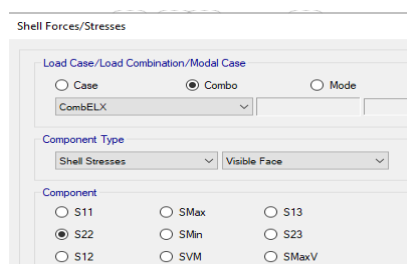 Shell Forces/Stresses
Load Case/Load Combination/Modal Case
Case Combo Mode
CombELX
Component Type
Shell Stresses Visible Face
Component
S11 SMax S13
S22 SMin S23
S12 SVM SMaxV